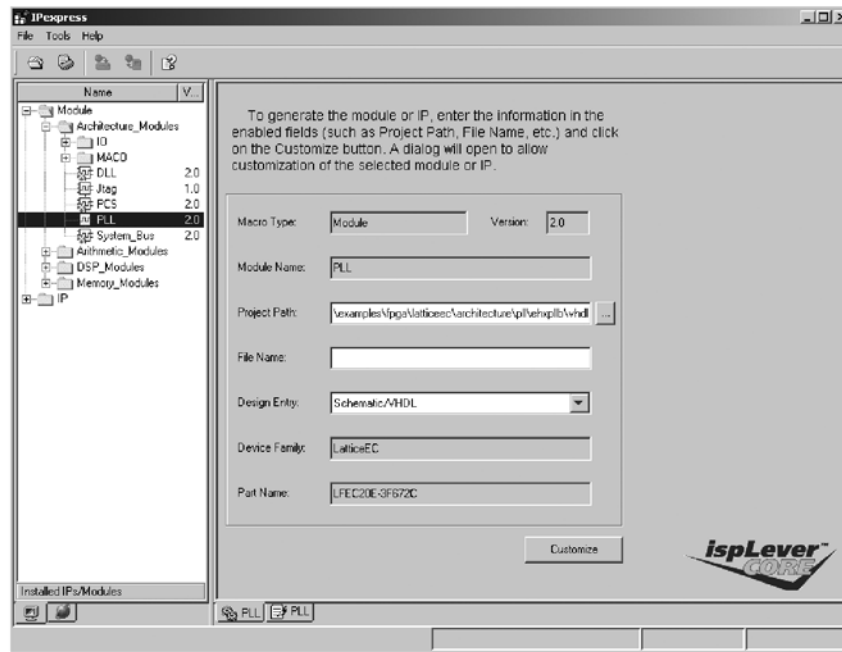 IPexpress
File Tools Help
Name V...
Module
Architecture_Modules
IO
MACO
DLL 2.0
Jtag 1.0
PCS 2.0
PLL 2.0
System_Bus 2.0
Arithmetic_Modules
DSP_Modules
Memory_Modules
IP
Installed IPs/Modules
To generate the module or IP, enter the information in the
enabled fields (such as Project Path, File Name, etc.) and click
on the Customize button. A dialog will open to allow
customization of the selected module or IP.
Macro Type: Module Version: 2.0
Module Name: PLL
Project Path: \examples\fpga\latticeec\architecture\pll\ehxpllb\vhdl ...
File Name:
Design Entry: Schematic/VHDL
Device Family: LatticeEC
Part Name: LFEC20E-3F672C
Customize
ispLever™
CORE
PLL PLL